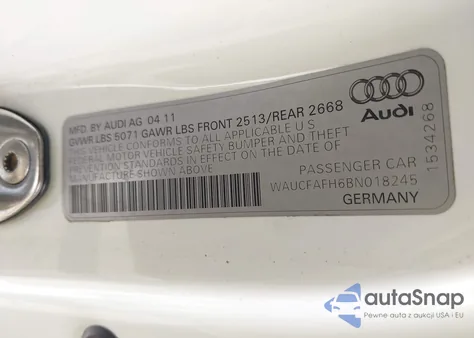 MFD. BY AUDI AG 04 11
GVWR LBS 5071 GAWR LBS FRONT 2513/REAR 2668
THIS VEHICLE CONFORMS TO ALL APPLICABLE U S
FEDERAL MOTOR VEHICLE SAFETY BUMPER AND THEFT
PREVENTION STANDARDS IN EFFECT ON THE DATE OF
MANUFACTURE SHOWN ABOVE
Audi
1534268
PASSENGER CAR
WAUCFAFH6BN018245
GERMANY
autoSnap
Pewne auta z aukcji USA i EU